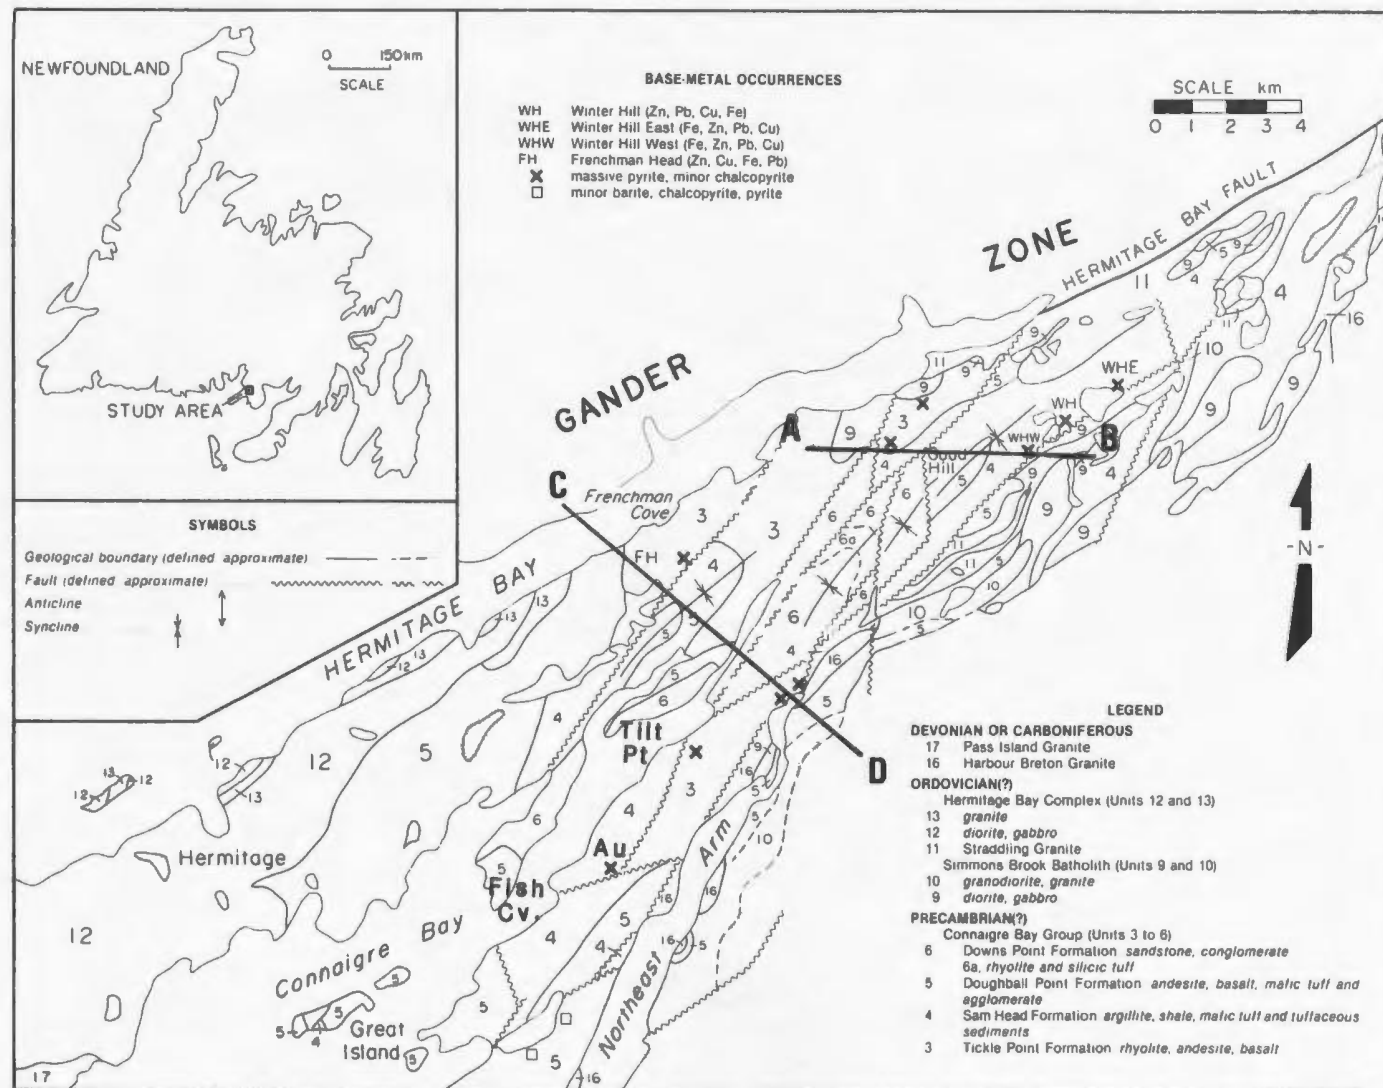 NEWFOUNDLAND
0 150km
SCALE
STUDY AREA
BASE-METAL OCCURRENCES
WH Winter Hill (Zn, Pb, Cu, Fe)
WHE Winter Hill East (Fe, Zn, Pb, Cu)
WHW Winter Hill West (Fe, Zn, Pb, Cu)
FH Frenchman Head (Zn, Cu, Fe, Pb)
massive pyrite, minor chalcopyrite
minor barite, chalcopyrite, pyrite
SCALE km
0 1 2 3 4
SYMBOLS
Geological boundary (defined approximate)
Fault (defined approximate)
Anticline
Syncline
GANDER
ZONE
HERMITAGE BAY FAULT
HERMITAGE BAY
Frenchman
Cove
A
B
C
D
WHE
WH
WHW
Hill
FH
Tilt
Pt
Au
Fish
Cv.
Hermitage
Connaigre Bay
Great
Island
Northeast Arm
-N-
12
13
5
17
LEGEND
DEVONIAN OR CARBONIFEROUS
17 Pass Island Granite
16 Harbour Breton Granite
ORDOVICIAN(?)
Hermitage Bay Complex (Units 12 and 13)
13 granite
12 diorite, gabbro
11 Straddling Granite
Simmons Brook Batholith (Units 9 and 10)
10 granodiorite, granite
9 diorite, gabbro
PRECAMBRIAN(?)
Connaigre Bay Group (Units 3 to 6)
6 Downs Point Formation sandstone, conglomerate
6a, rhyolite and silicic tuff
5 Doughball Point Formation andesite, basalt, mafic tuff and
agglomerate
4 Sam Head Formation argillite, shale, mafic tuff and tuffaceous
sediments
3 Tickle Point Formation rhyolite, andesite, basalt